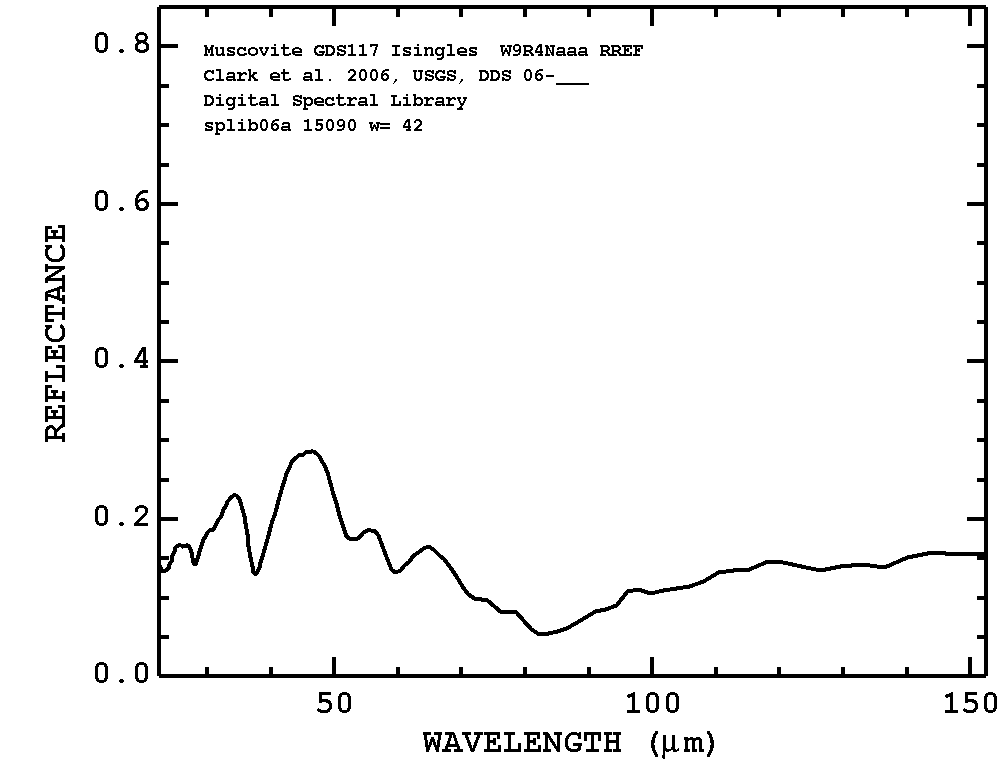 Muscovite GDS117 Isingles  W9R4Naaa RREF
Clark et al. 2006, USGS, DDS 06-___
Digital Spectral Library
splib06a 15090 w= 42
0.8
0.6
0.4
0.2
0.0
REFLECTANCE
50 100 150
WAVELENGTH (μm)